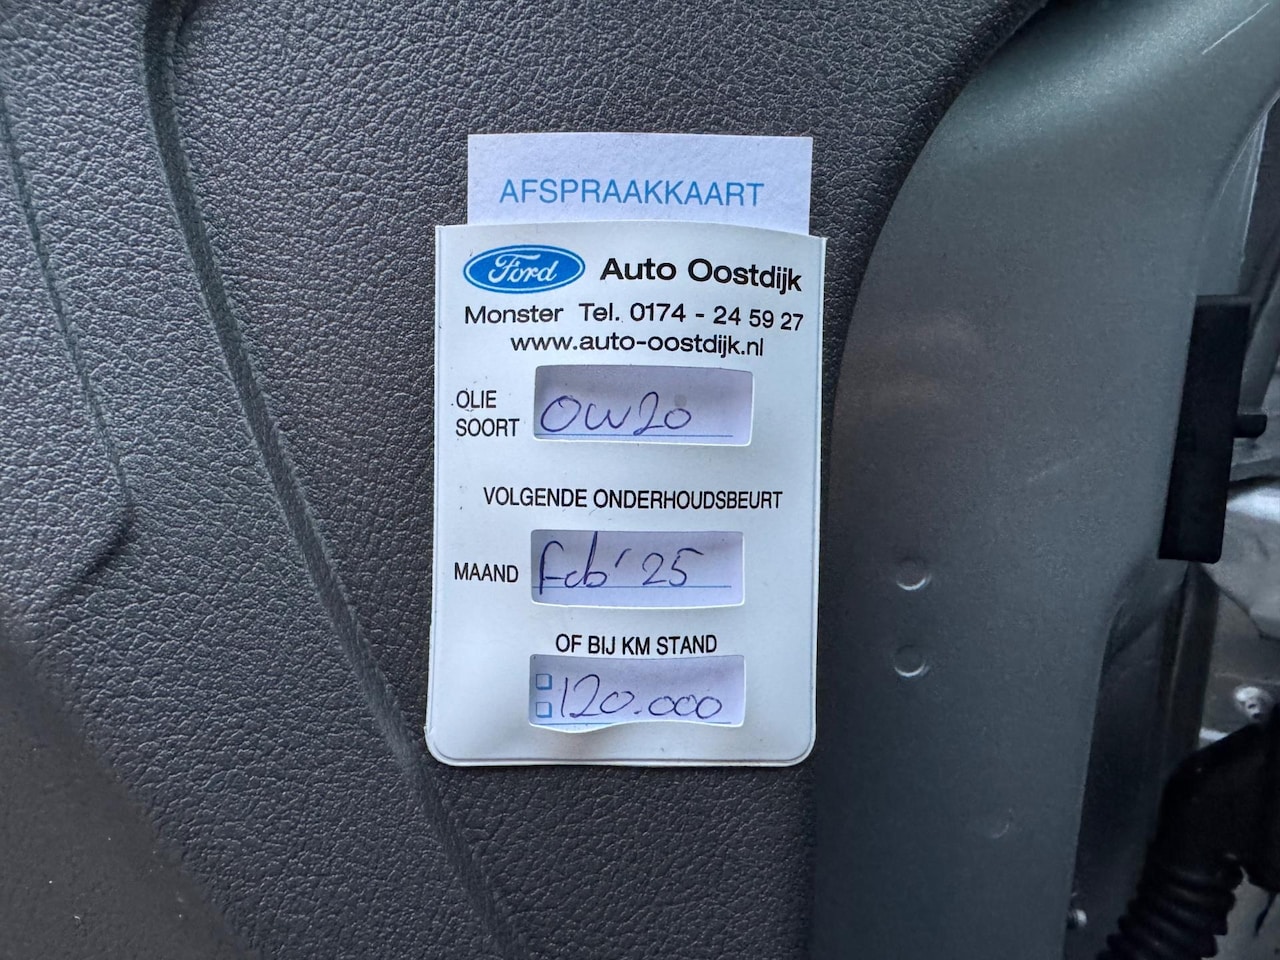 AFSPRAAKKAART
Ford Auto Oostdijk
Monster Tel. 0174 - 24 59 27
www.auto-oostdijk.nl
OLIE
SOORT
OW20
VOLGENDE ONDERHOUDSBEURT
MAAND Feb' 25
OF BIJ KM STAND
120.000